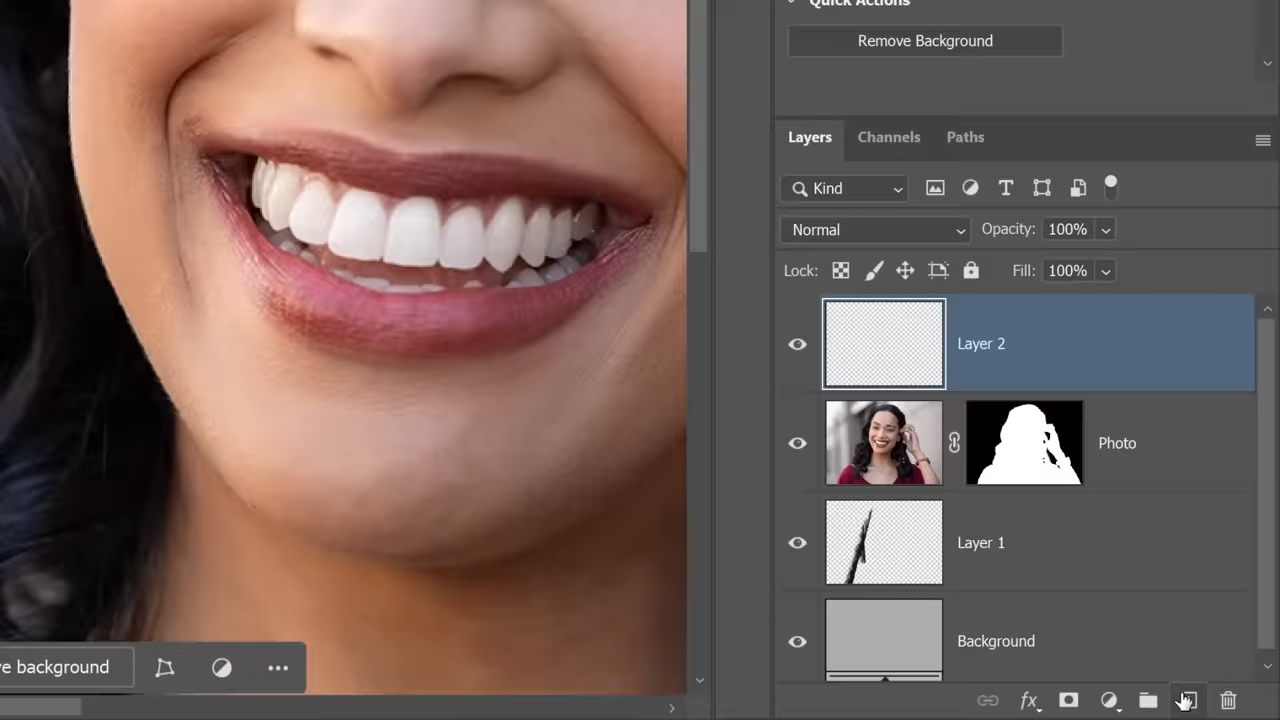 Quick Actions
Remove Background
Layers Channels Paths
Kind
Normal Opacity: 100%
Lock: Fill: 100%
Layer 2
Photo
Layer 1
Background
background
fx